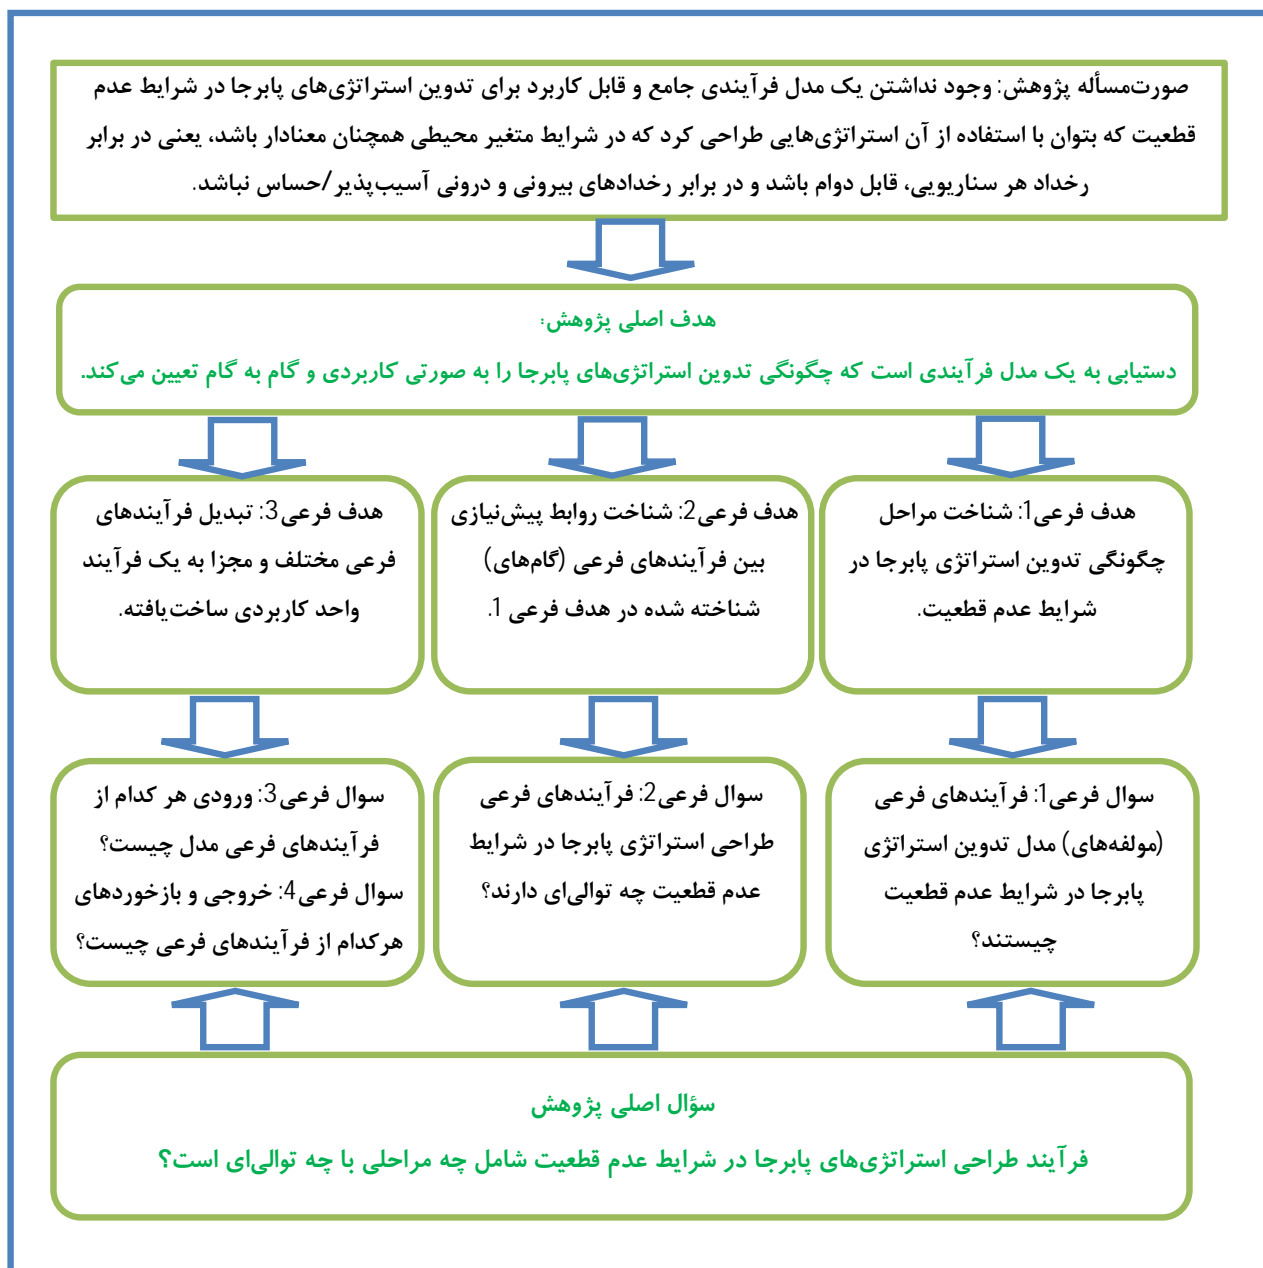 صورت‌مسأله پژوهش: وجود نداشتن یک مدل فرآیندی جامع و قابل کاربرد برای تدوین استراتژی‌های پابرجا در شرایط عدم
قطعیت که بتوان با استفاده از آن استراتژی‌هایی طراحی کرد که در شرایط متغیر محیطی همچنان معنادار باشد، یعنی در برابر
رخداد هر سناریویی، قابل دوام باشد و در برابر رخدادهای بیرونی و درونی آسیب‌پذیر/حساس نباشد.
هدف اصلی پژوهش:
دستیابی به یک مدل فرآیندی است که چگونگی تدوین استراتژی‌های پابرجا را به صورتی کاربردی و گام به گام تعیین می‌کند.
هدف فرعی1: شناخت مراحل
چگونگی تدوین استراتژی پابرجا در
شرایط عدم قطعیت.
هدف فرعی2: شناخت روابط پیش‌نیازی
بین فرآیندهای فرعی (گام‌های)
شناخته شده در هدف فرعی 1.
هدف فرعی3: تبدیل فرآیندهای
فرعی مختلف و مجزا به یک فرآیند
واحد کاربردی ساخت‌یافته.
سوال فرعی1: فرآیندهای فرعی
(مولفه‌های) مدل تدوین استراتژی
پابرجا در شرایط عدم قطعیت
چیستند؟
سوال فرعی2: فرآیندهای فرعی
طراحی استراتژی پابرجا در شرایط
عدم قطعیت چه توالی‌ای دارند؟
سوال فرعی3: ورودی هر کدام از
فرآیندهای فرعی مدل چیست؟
سوال فرعی4: خروجی و بازخوردهای
هرکدام از فرآیندهای فرعی چیست؟
سؤال اصلی پژوهش
فرآیند طراحی استراتژی‌های پابرجا در شرایط عدم قطعیت شامل چه مراحلی با چه توالی‌ای است؟